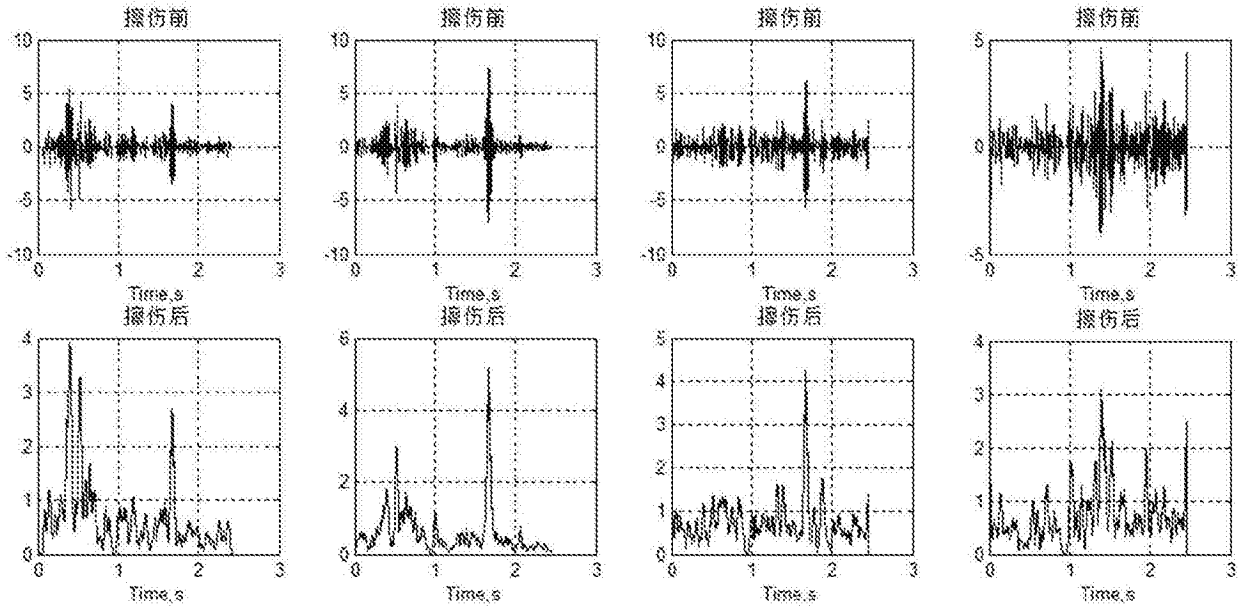 擦伤前 擦伤前 擦伤前 擦伤前
10 10 10 5
5 5 5
0 0 0 0
-5 -5 -5
-10 -10 -10 -5
0 1 2 3 0 1 2 3 0 1 2 3 0 1 2 3
Time,s Time,s Time,s Time,s
擦伤后 擦伤后 擦伤后 擦伤后
4 6 5 4
3 4 4 3
2 2 3 2
1 0 2 1
0 1 0
0
0 1 2 3 0 1 2 3 0 1 2 3 0 1 2 3
Time,s Time,s Time,s Time,s